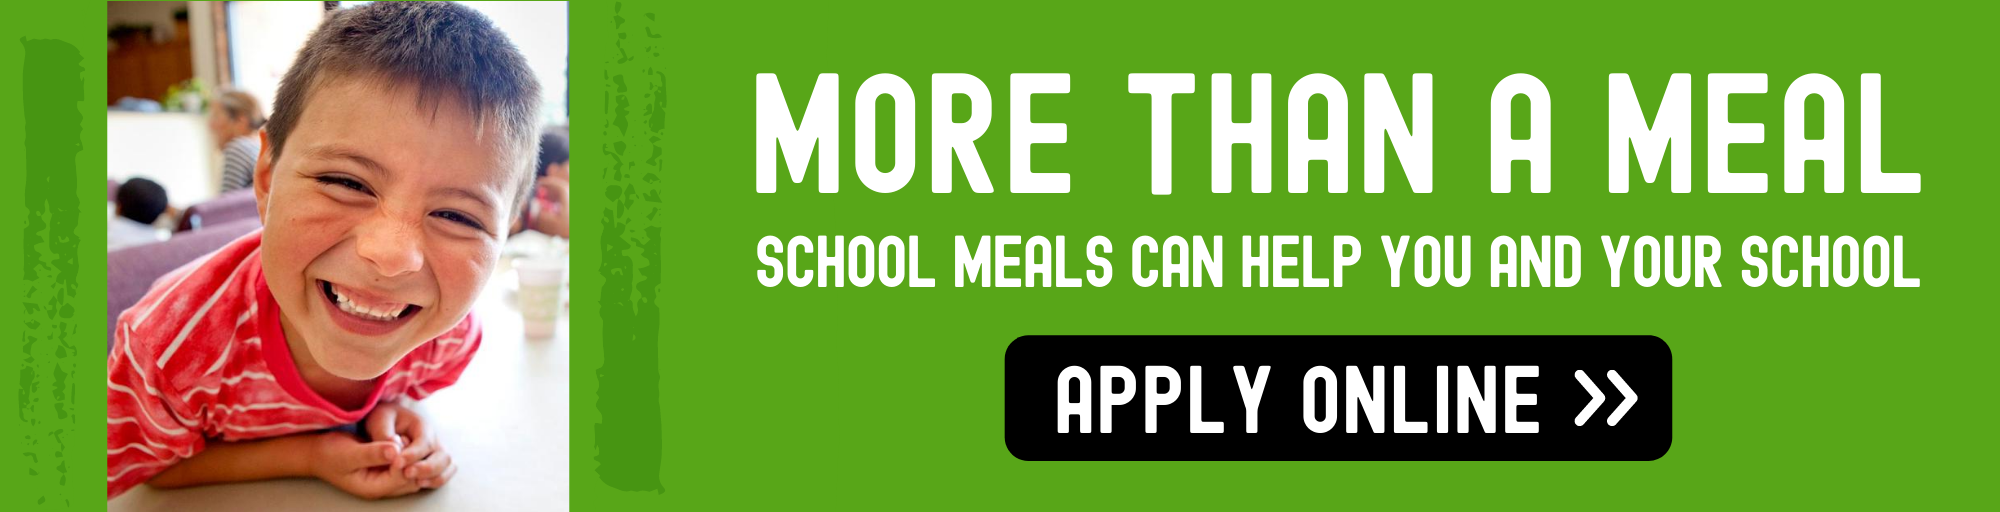 MORE THAN A MEAL
SCHOOL MEALS CAN HELP YOU AND YOUR SCHOOL
APPLY ONLINE >>